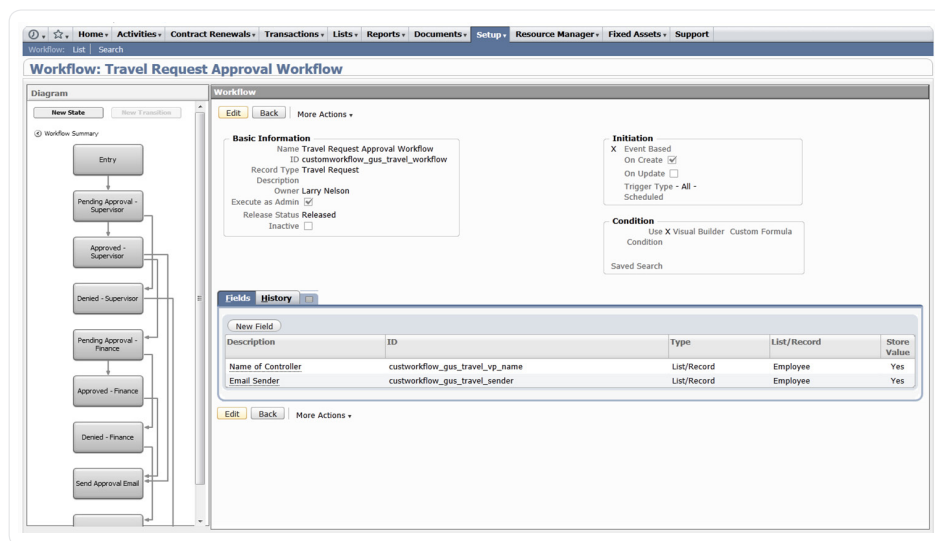 Home Activities Contract Renewals Transactions Lists Reports Documents Setup Resource Manager Fixed Assets Support
Workflow: List Search
Workflow: Travel Request Approval Workflow
Diagram
New State New Transition
Workflow Summary
Entry
Pending Approval -
Supervisor
Approved -
Supervisor
Denied - Supervisor
Pending Approval -
Finance
Approved - Finance
Denied - Finance
Send Approval Email
Workflow
Edit Back More Actions
Basic Information
Name Travel Request Approval Workflow
ID customworkflow_gus_travel_workflow
Record Type Travel Request
Description
Owner Larry Nelson
Execute as Admin
Release Status Released
Inactive
Initiation
X Event Based
On Create
On Update
Trigger Type - All -
Scheduled
Condition
Use X Visual Builder Custom Formula
Condition
Saved Search
Fields History
New Field
Description ID Type List/Record Store
Value
Name of Controller custworkflow_gus_travel_vp_name List/Record Employee Yes
Email Sender custworkflow_gus_travel_sender List/Record Employee Yes
Edit Back More Actions